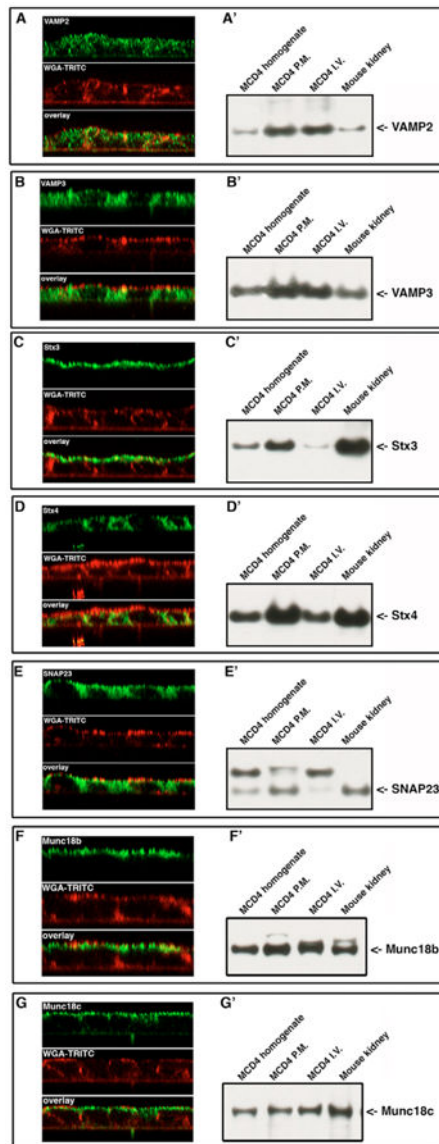 A
VAMP2
WGA-TRITC
overlay
A'
MCD4 homogenate
MCD4 P.M.
MCD4 I.V.
Mouse kidney
<- VAMP2
B
VAMP3
WGA-TRITC
overlay
B'
MCD4 homogenate
MCD4 P.M.
MCD4 I.V.
Mouse kidney
<- VAMP3
C
Stx3
WGA-TRITC
overlay
C'
MCD4 homogenate
MCD4 P.M.
MCD4 I.V.
Mouse kidney
<- Stx3
D
Stx4
WGA-TRITC
overlay
D'
MCD4 homogenate
MCD4 P.M.
MCD4 I.V.
Mouse kidney
<- Stx4
E
SNAP23
WGA-TRITC
overlay
E'
MCD4 homogenate
MCD4 P.M.
MCD4 I.V.
Mouse kidney
<- SNAP23
F
Munc18b
WGA-TRITC
overlay
F'
MCD4 homogenate
MCD4 P.M.
MCD4 I.V.
Mouse kidney
<- Munc18b
G
Munc18c
WGA-TRITC
overlay
G'
MCD4 homogenate
MCD4 P.M.
MCD4 I.V.
Mouse kidney
<- Munc18c